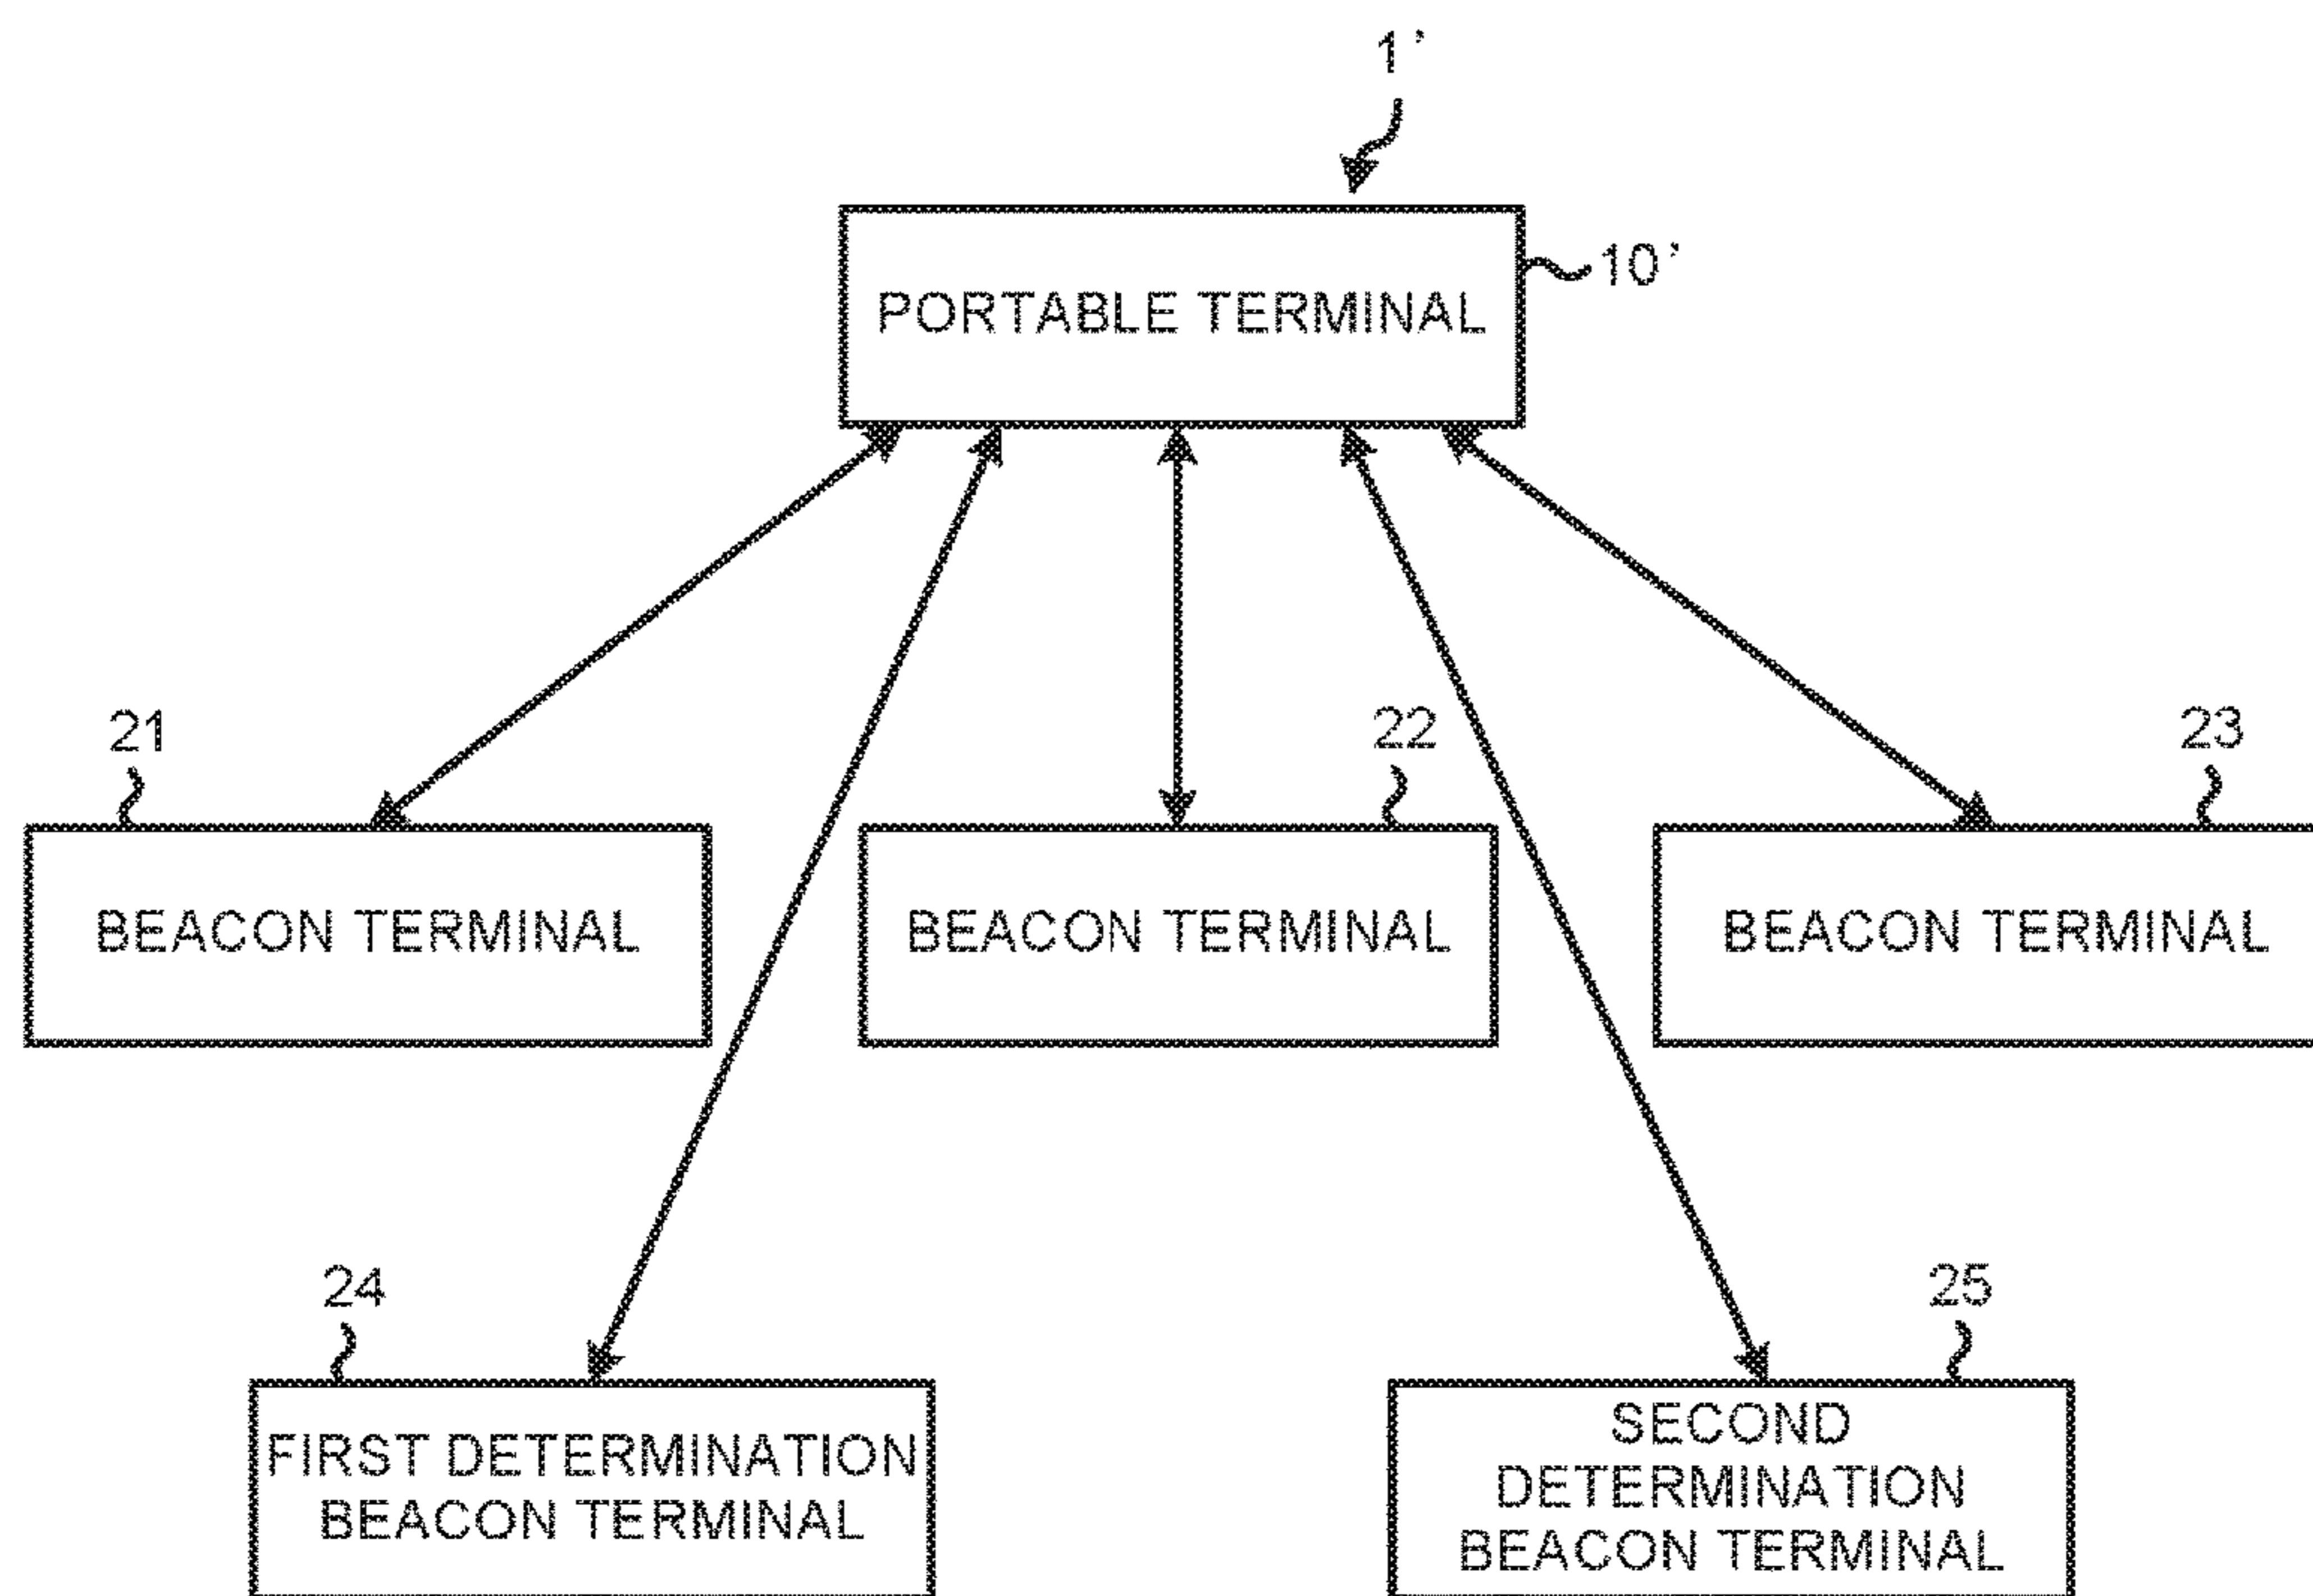 1’
10’
PORTABLE TERMINAL
21
22
23
BEACON TERMINAL
BEACON TERMINAL
BEACON TERMINAL
24
25
FIRST DETERMINATION
BEACON TERMINAL
SECOND
DETERMINATION
BEACON TERMINAL